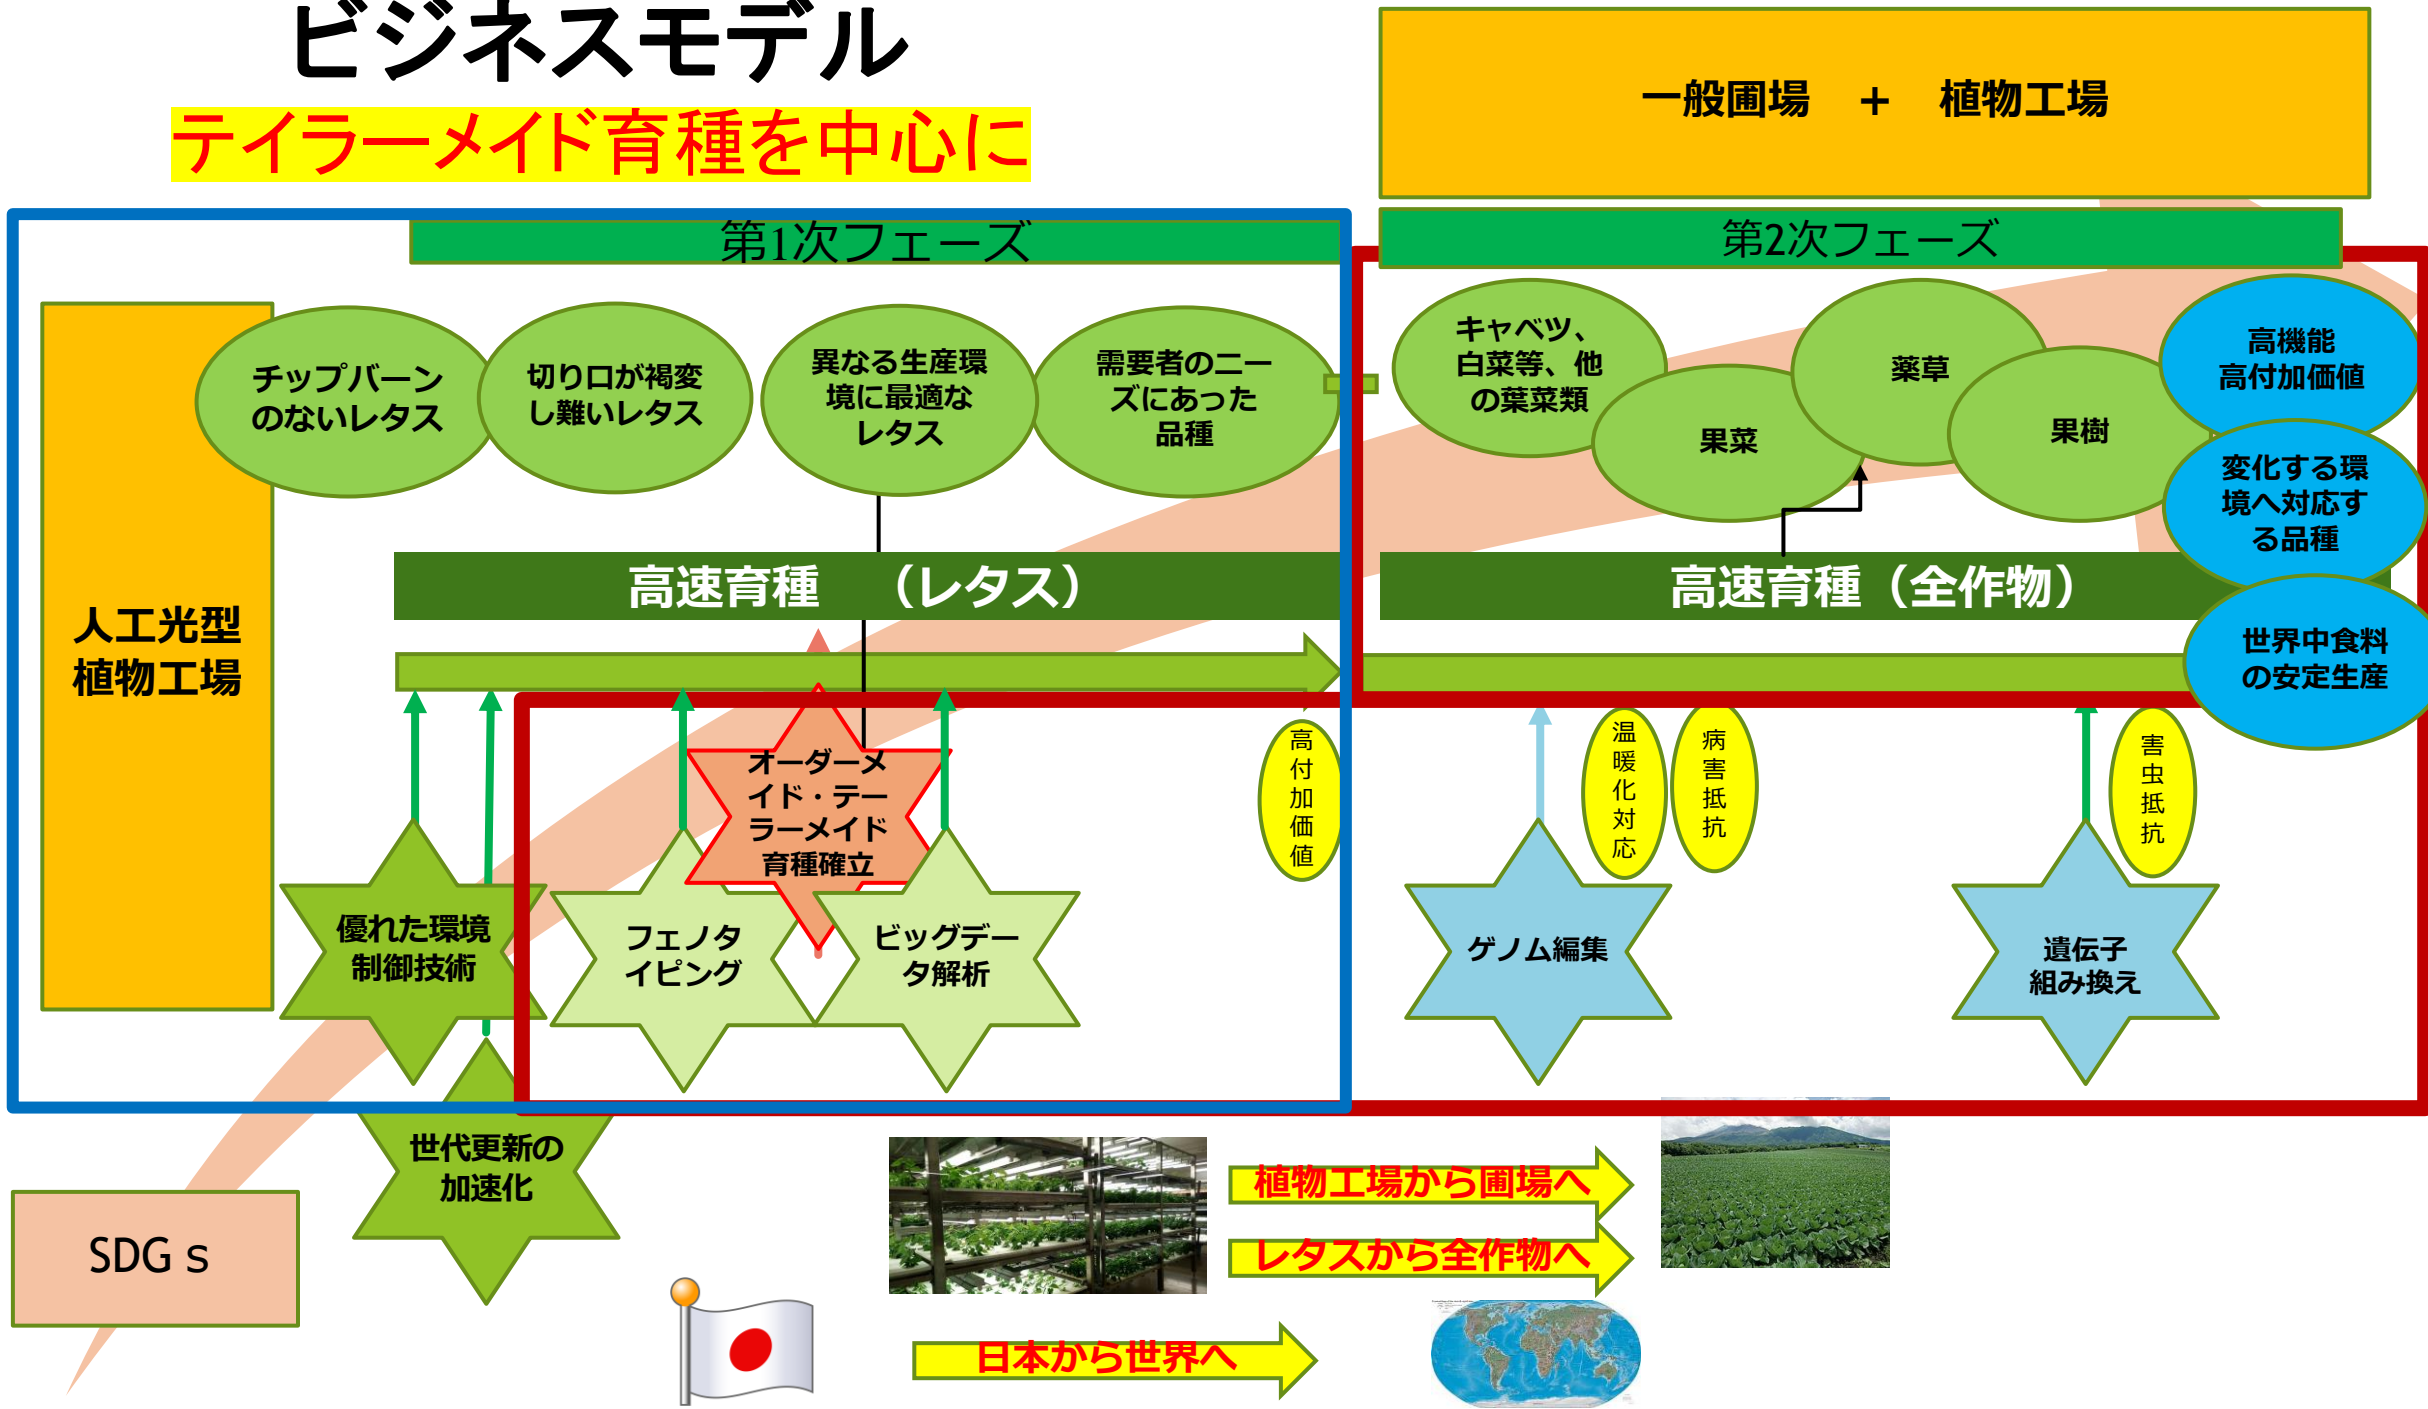 ビジネスモデル
テイラーメイド育種を中心に
一般圃場　+　植物工場
第1次フェーズ
第2次フェーズ
人工光型
植物工場
チップバーン
のないレタス
切り口が褐変
し難いレタス
異なる生産環
境に最適な
レタス
需要者のニー
ズにあった
品種
キャベツ、
白菜等、他
の葉菜類
果菜
薬草
果樹
高機能
高付加価値
変化する環
境へ対応す
る品種
世界中食料
の安定生産
高速育種　（レタス）
高速育種（全作物）
オーダーメ
イド・テー
ラーメイド
育種確立
高付加価値
温暖化対応
病害抵抗
害虫抵抗
優れた環境
制御技術
フェノタ
イピング
ビッグデー
タ解析
ゲノム編集
遺伝子
組み換え
世代更新の
加速化
SDGｓ
植物工場から圃場へ
レタスから全作物へ
日本から世界へ